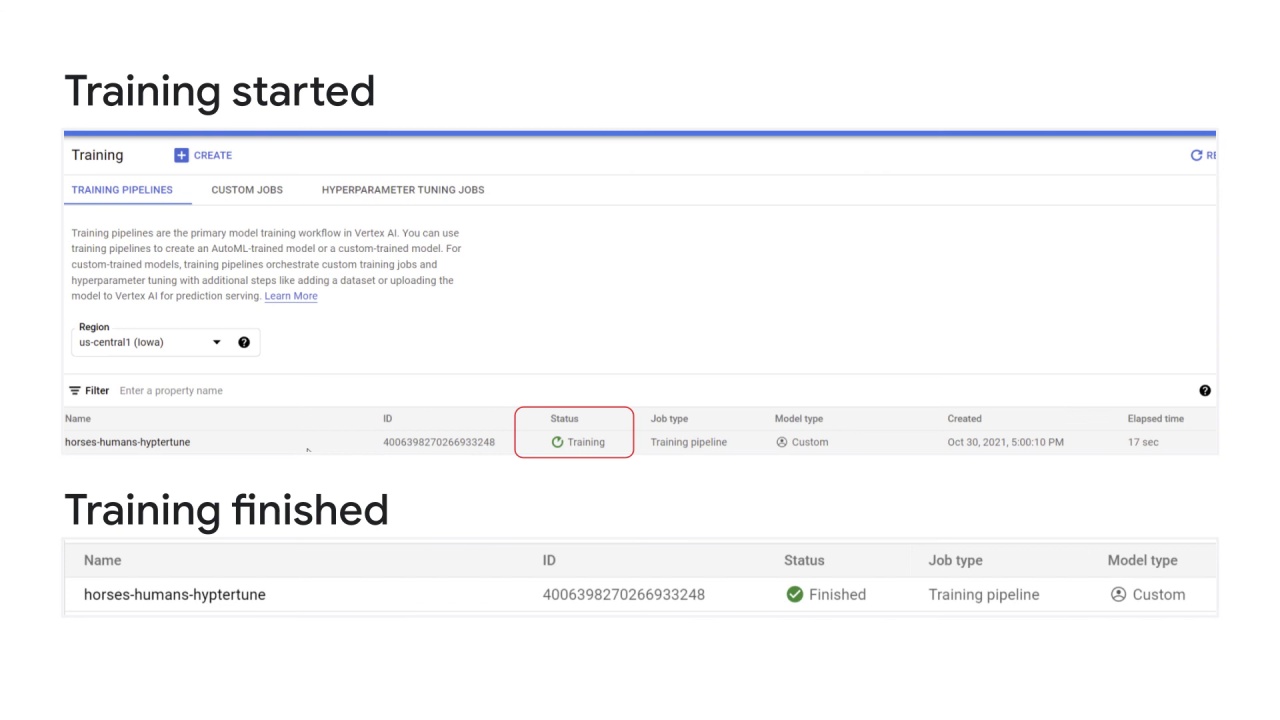 Training started
Training CREATE
TRAINING PIPELINES CUSTOM JOBS HYPERPARAMETER TUNING JOBS
Training pipelines are the primary model training workflow in Vertex AI. You can use
training pipelines to create an AutoML-trained model or a custom-trained model. For
custom-trained models, training pipelines orchestrate custom training jobs and
hyperparameter tuning with additional steps like adding a dataset or uploading the
model to Vertex AI for prediction serving. Learn More
Region
us-central1 (Iowa)
Filter Enter a property name
Name ID Status Job type Model type Created Elapsed time
horses-humans-hyptertune 4006398270266933248 Training Training pipeline Custom Oct 30, 2021, 5:00:10 PM 17 sec
Training finished
Name ID Status Job type Model type
horses-humans-hyptertune 4006398270266933248 Finished Training pipeline Custom